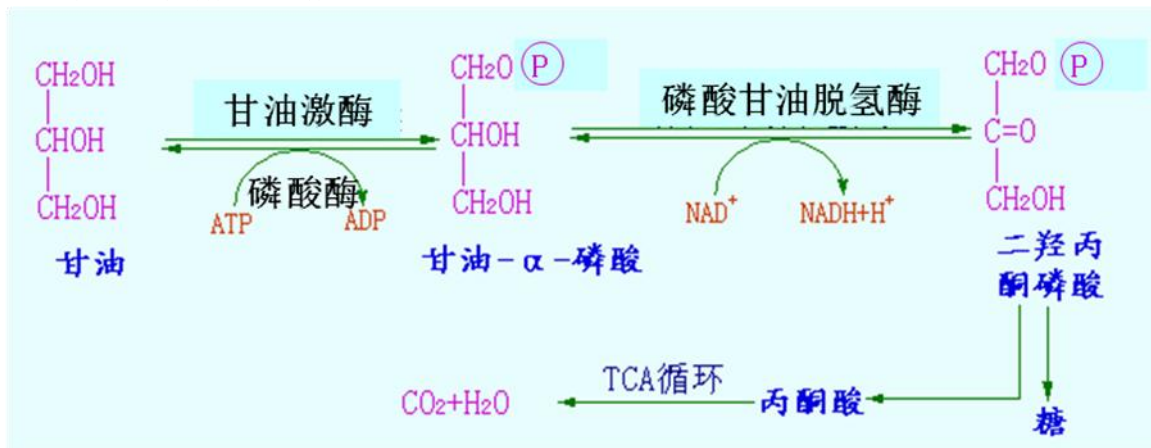 CH₂OH
CHOH
CH₂OH
甘油
甘油激酶
磷酸酶
ATP
ADP
CH₂O Ⓟ
CHOH
CH₂OH
甘油-α-磷酸
磷酸甘油脱氢酶
NAD⁺
NADH+H⁺
CH₂O Ⓟ
C=O
CH₂OH
二羟丙
酮磷酸
糖
丙酮酸
TCA循环
CO₂+H₂O